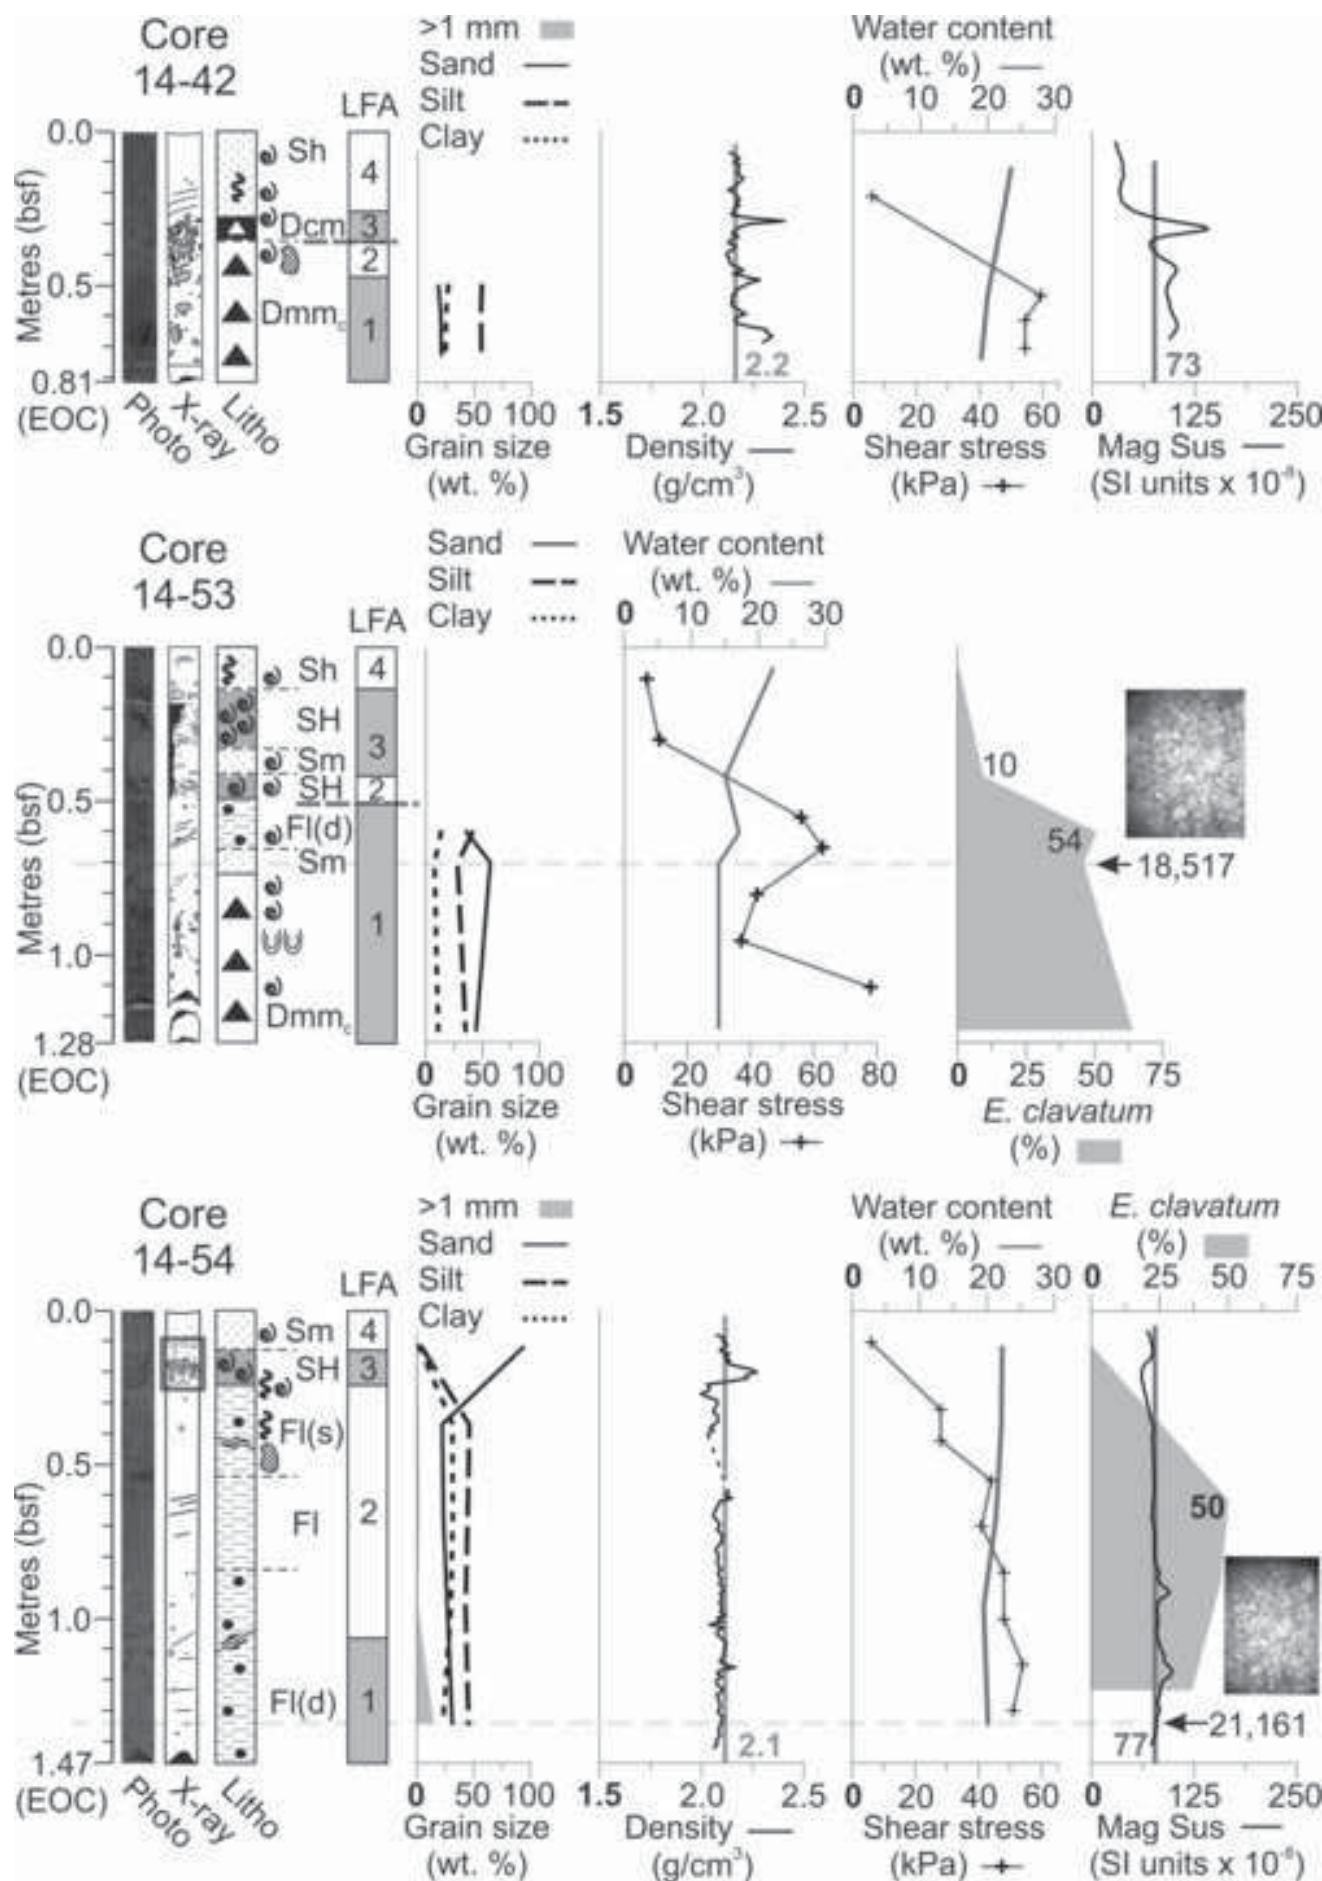 Core
14-42
>1 mm
Sand
Silt
Clay
Water content
(wt. %)
0 10 20 30
LFA
Metres (bsf)
0.0
0.5
0.81
(EOC)
Photo
X-ray
Litho
Sh
Dcm
Dmm c
4
3
2
1
0 50 100
Grain size
(wt. %)
2.2
1.5 2.0 2.5
Density
(g/cm³)
0 20 40 60
Shear stress
(kPa)
73
0 125 250
Mag Sus
(SI units x 10⁻⁸)
Core
14-53
Sand
Silt
Clay
Water content
(wt. %)
0 10 20 30
LFA
Metres (bsf)
0.0
0.5
1.0
1.28
(EOC)
Sh
SH
Sm
SH
Fl(d)
Sm
Dmm c
4
3
2
1
0 50 100
Grain size
(wt. %)
0 20 40 60 80
Shear stress
(kPa)
10
54
18,517
0 25 50 75
E. clavatum
(%)
Core
14-54
>1 mm
Sand
Silt
Clay
Water content
(wt. %)
0 10 20 30
E. clavatum
(%)
0 25 50 75
LFA
Metres (bsf)
0.0
0.5
1.0
1.47
(EOC)
Photo
X-ray
Litho
Sm
SH
Fl(s)
Fl
Fl(d)
4
3
2
1
0 50 100
Grain size
(wt. %)
2.1
1.5 2.0 2.5
Density
(g/cm³)
0 20 40 60
Shear stress
(kPa)
50
21,161
77
0 125 250
Mag Sus
(SI units x 10⁻⁸)